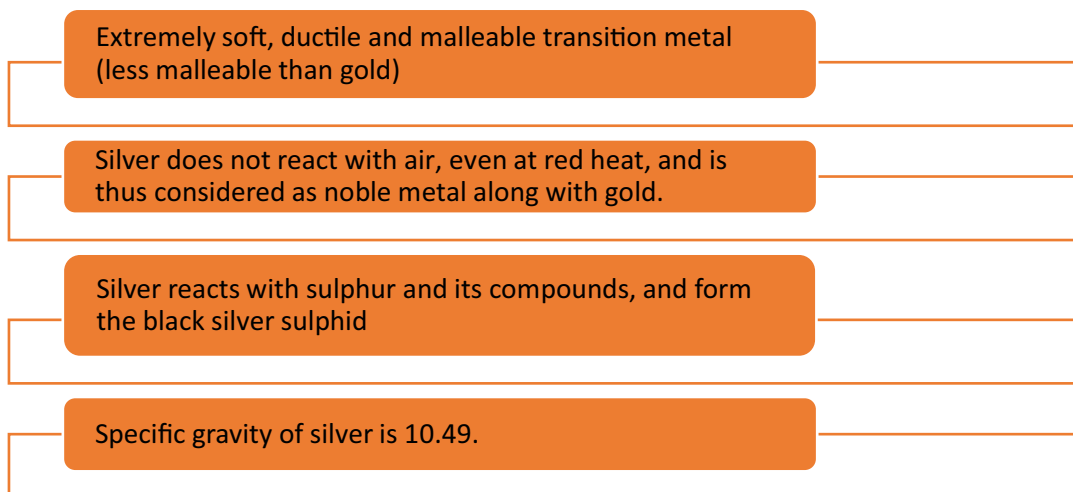 Extremely soft, ductile and malleable transition metal
(less malleable than gold)
Silver does not react with air, even at red heat, and is
thus considered as noble metal along with gold.
Silver reacts with sulphur and its compounds, and form
the black silver sulphid
Specific gravity of silver is 10.49.